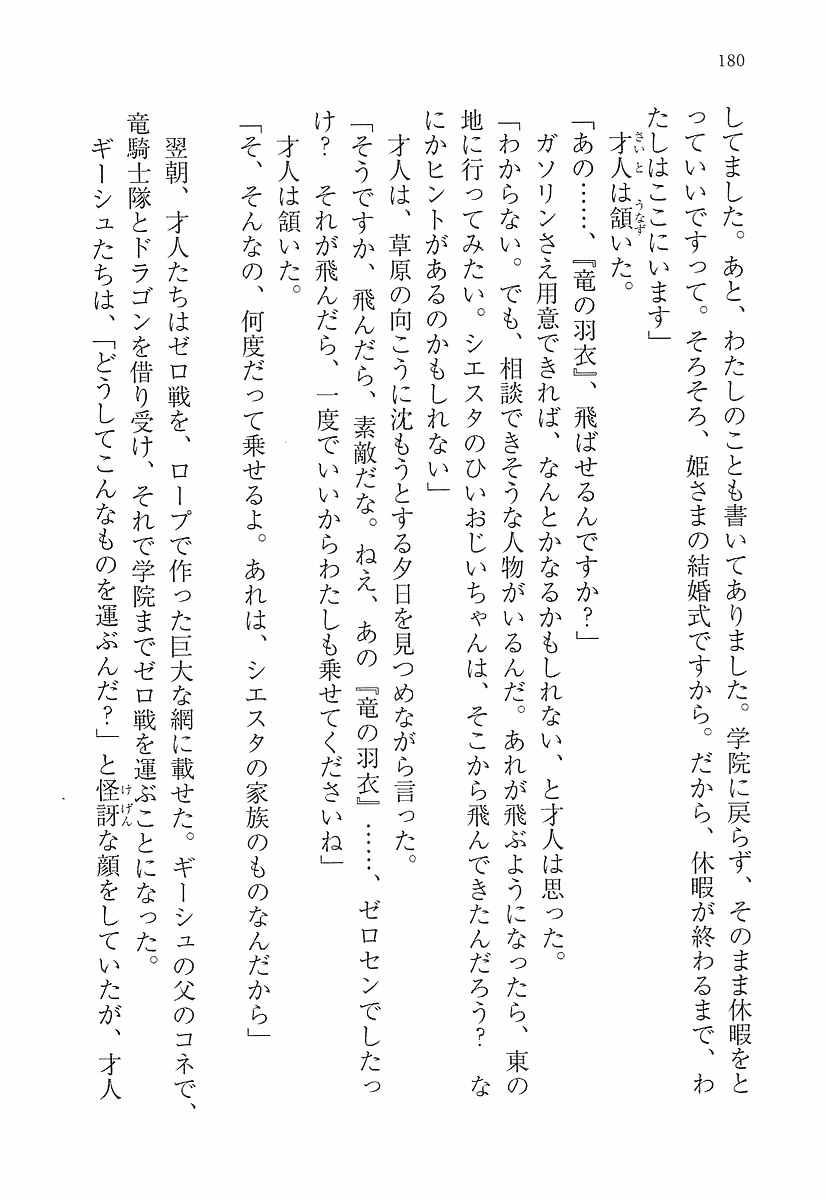 180
してました。あと、わたしのことも書いてありました。学院に戻らず、そのまま休暇をと
っていいですって。そろそろ、姫さまの結婚式ですから。だから、休暇が終わるまで、わ
たしはここにいます」
才人は頷いた。
「あの……、『竜の羽衣』、飛ばせるんですか?」
ガソリンさえ用意できれば、なんとかなるかもしれない、と才人は思った。
「わからない。でも、相談できそうな人物がいるんだ。あれが飛ぶようになったら、東の
地に行ってみたい。シエスタのひいおじいちゃんは、そこから飛んできたんだろう? な
にかヒントがあるのかもしれない」
才人は、草原の向こうに沈もうとする夕日を見つめながら言った。
「そうですか、飛んだら、素敵だな。ねえ、あの『竜の羽衣』……、ゼロセンでしたっ
け? それが飛んだら、一度でいいからわたしも乗せてくださいね」
才人は頷いた。
「そ、そんなの、何度だって乗せるよ。あれは、シエスタの家族のものなんだから」
翌朝、才人たちはゼロ戦を、ロープで作った巨大な網に載せた。ギーシュの父のコネで、
竜騎士隊とドラゴンを借り受け、それで学院までゼロ戦を運ぶことになった。
ギーシュたちは、「どうしてこんなものを運ぶんだ?」と怪訝な顔をしていたが、才人